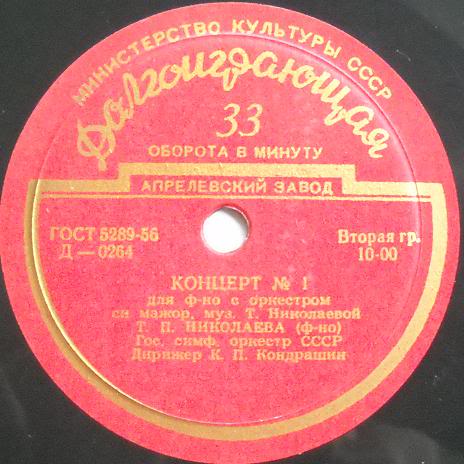 МИНИСТЕРСТВО КУЛЬТУРЫ СССР
Долгоиграющая
33
ОБОРОТА В МИНУТУ
АПРЕЛЕВСКИЙ ЗАВОД
ГОСТ 5289-56
Д — 0264
Вторая гр.
10-00
КОНЦЕРТ № 1
для ф-но с оркестром
си мажор, муз. Т. Николаевой
Т. П. НИКОЛАЕВА (ф-но)
Гос. симф. оркестр СССР
Дирижер К. П. Кондрашин